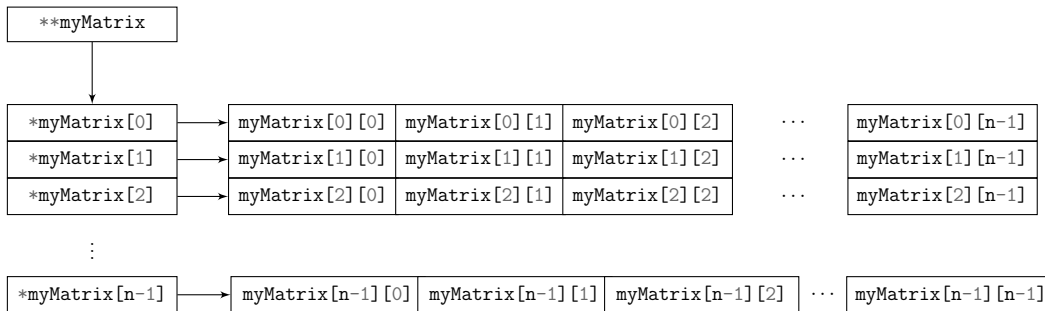 **myMatrix
*myMatrix[0] myMatrix[0][0] myMatrix[0][1] myMatrix[0][2] ··· myMatrix[0][n-1]
*myMatrix[1] myMatrix[1][0] myMatrix[1][1] myMatrix[1][2] ··· myMatrix[1][n-1]
*myMatrix[2] myMatrix[2][0] myMatrix[2][1] myMatrix[2][2] ··· myMatrix[2][n-1]
⋮
*myMatrix[n-1] myMatrix[n-1][0] myMatrix[n-1][1] myMatrix[n-1][2] ··· myMatrix[n-1][n-1]